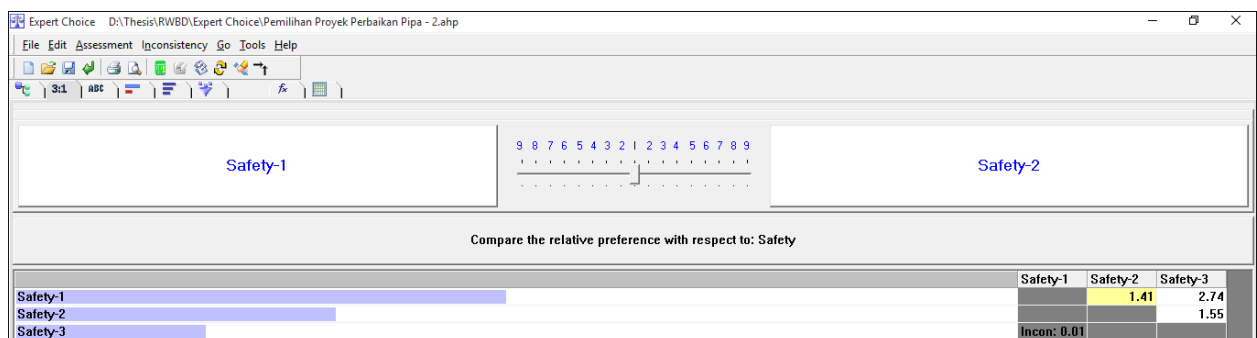 Expert Choice D:\Thesis\RWBD\Expert Choice\Pemilihan Proyek Perbaikan Pipa - 2.ahp
File Edit Assessment Inconsistency Go Tools Help
3:1 ABC fx
Safety-1
9 8 7 6 5 4 3 2 1 2 3 4 5 6 7 8 9
Safety-2
Compare the relative preference with respect to: Safety
Safety-1 Safety-2 Safety-3
Safety-1 1.41 2.74
Safety-2 1.55
Safety-3 Incon: 0.01